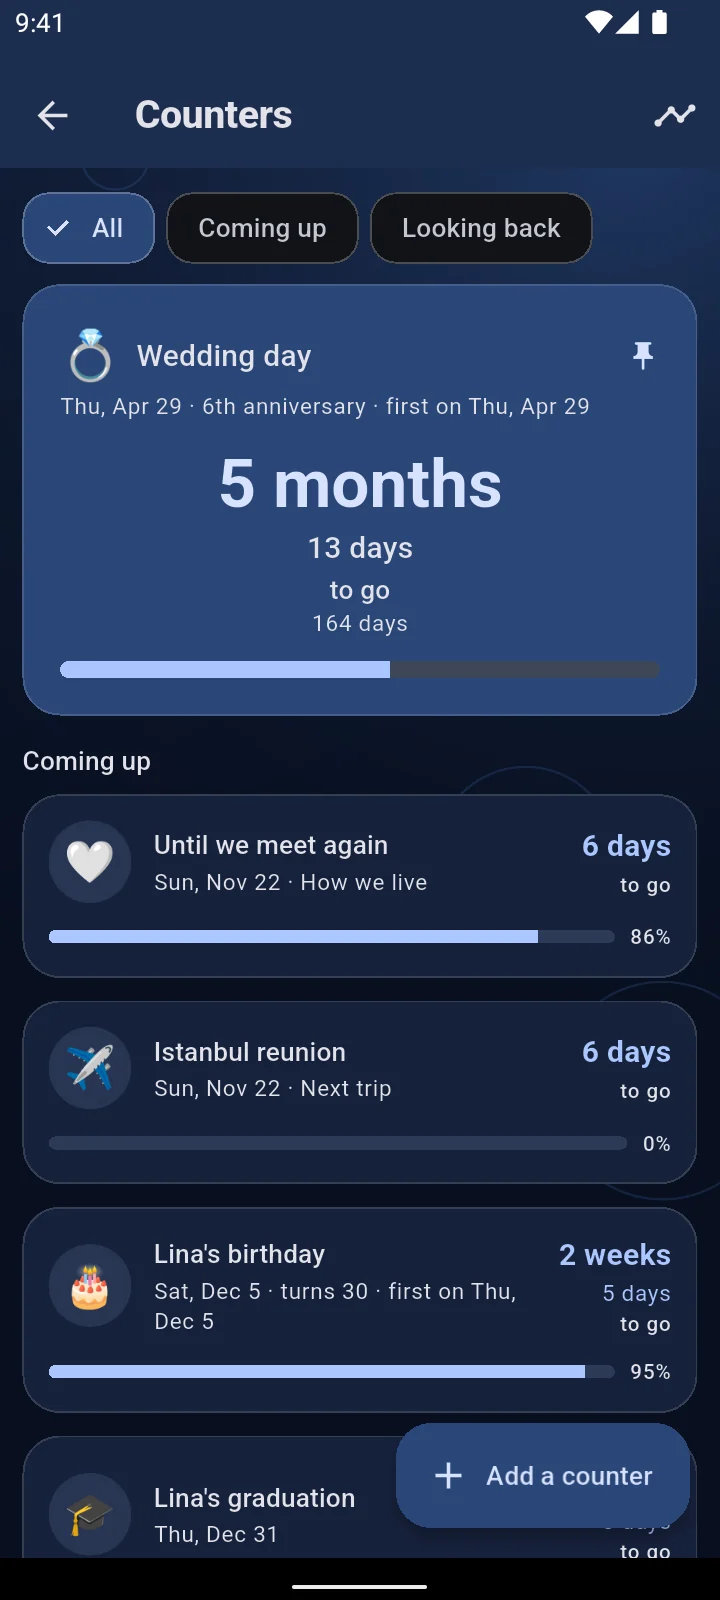 9:41
Counters
All
Coming up
Looking back
Wedding day
Thu, Apr 29 · 6th anniversary · first on Thu, Apr 29
5 months
13 days
to go
164 days
Coming up
Until we meet again
6 days
Sun, Nov 22 · How we live
to go
86%
Istanbul reunion
6 days
Sun, Nov 22 · Next trip
to go
0%
Lina's birthday
2 weeks
Sat, Dec 5 · turns 30 · first on Thu,
Dec 5
5 days
to go
95%
Add a counter
Lina's graduation
Thu, Dec 31
days
to go